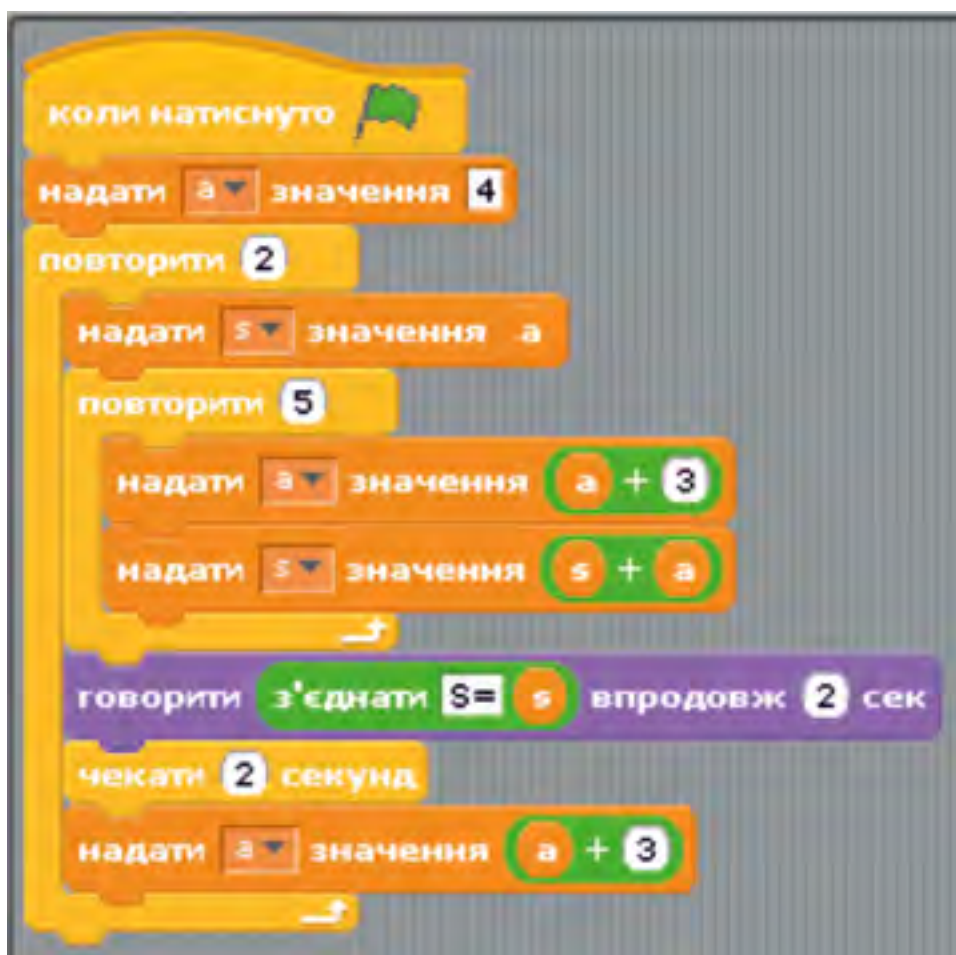 коли натиснуто
надати a значення 4
повторити 2
надати s значення a
повторити 5
надати a значення a + 3
надати s значення s + a
говорити з'єднати S= s впродовж 2 сек
чекати 2 секунд
надати a значення a + 3